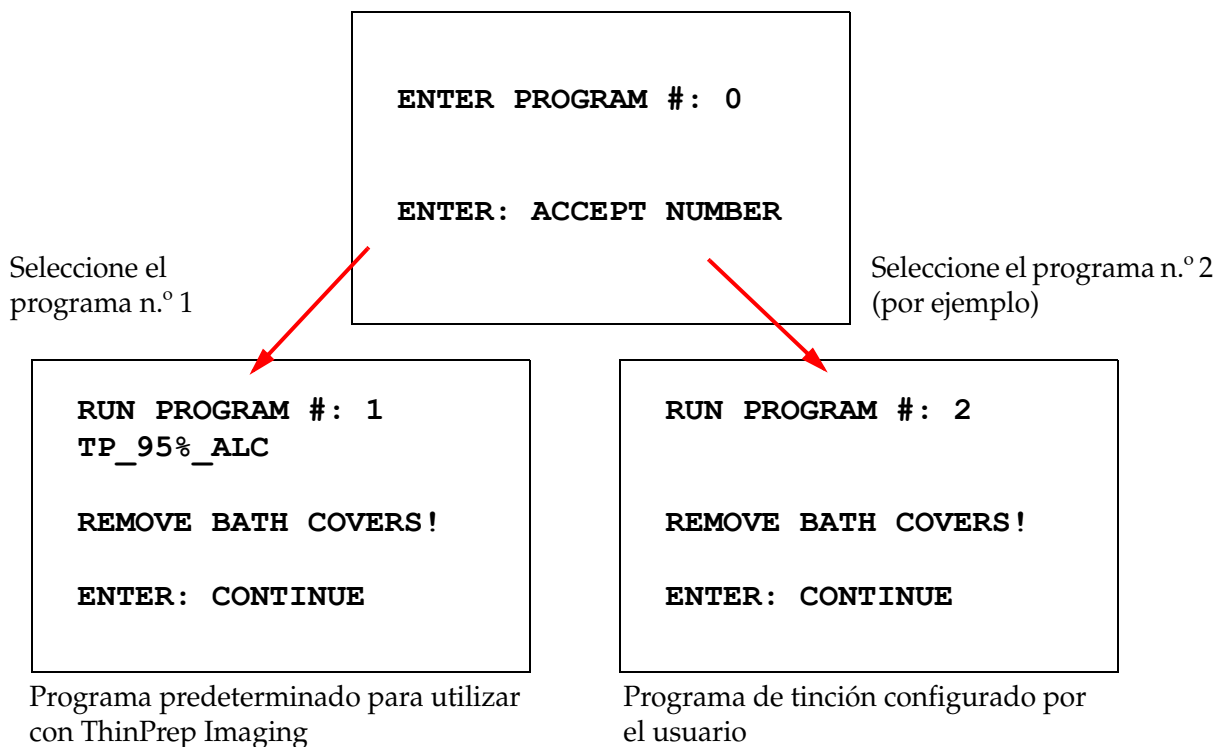 ENTER PROGRAM #: 0
ENTER: ACCEPT NUMBER
Seleccione el
programa n.º 1
Seleccione el programa n.º 2
(por ejemplo)
RUN PROGRAM #: 1
TP_95%_ALC
REMOVE BATH COVERS!
ENTER: CONTINUE
RUN PROGRAM #: 2
REMOVE BATH COVERS!
ENTER: CONTINUE
Programa predeterminado para utilizar
con ThinPrep Imaging
Programa de tinción configurado por
el usuario